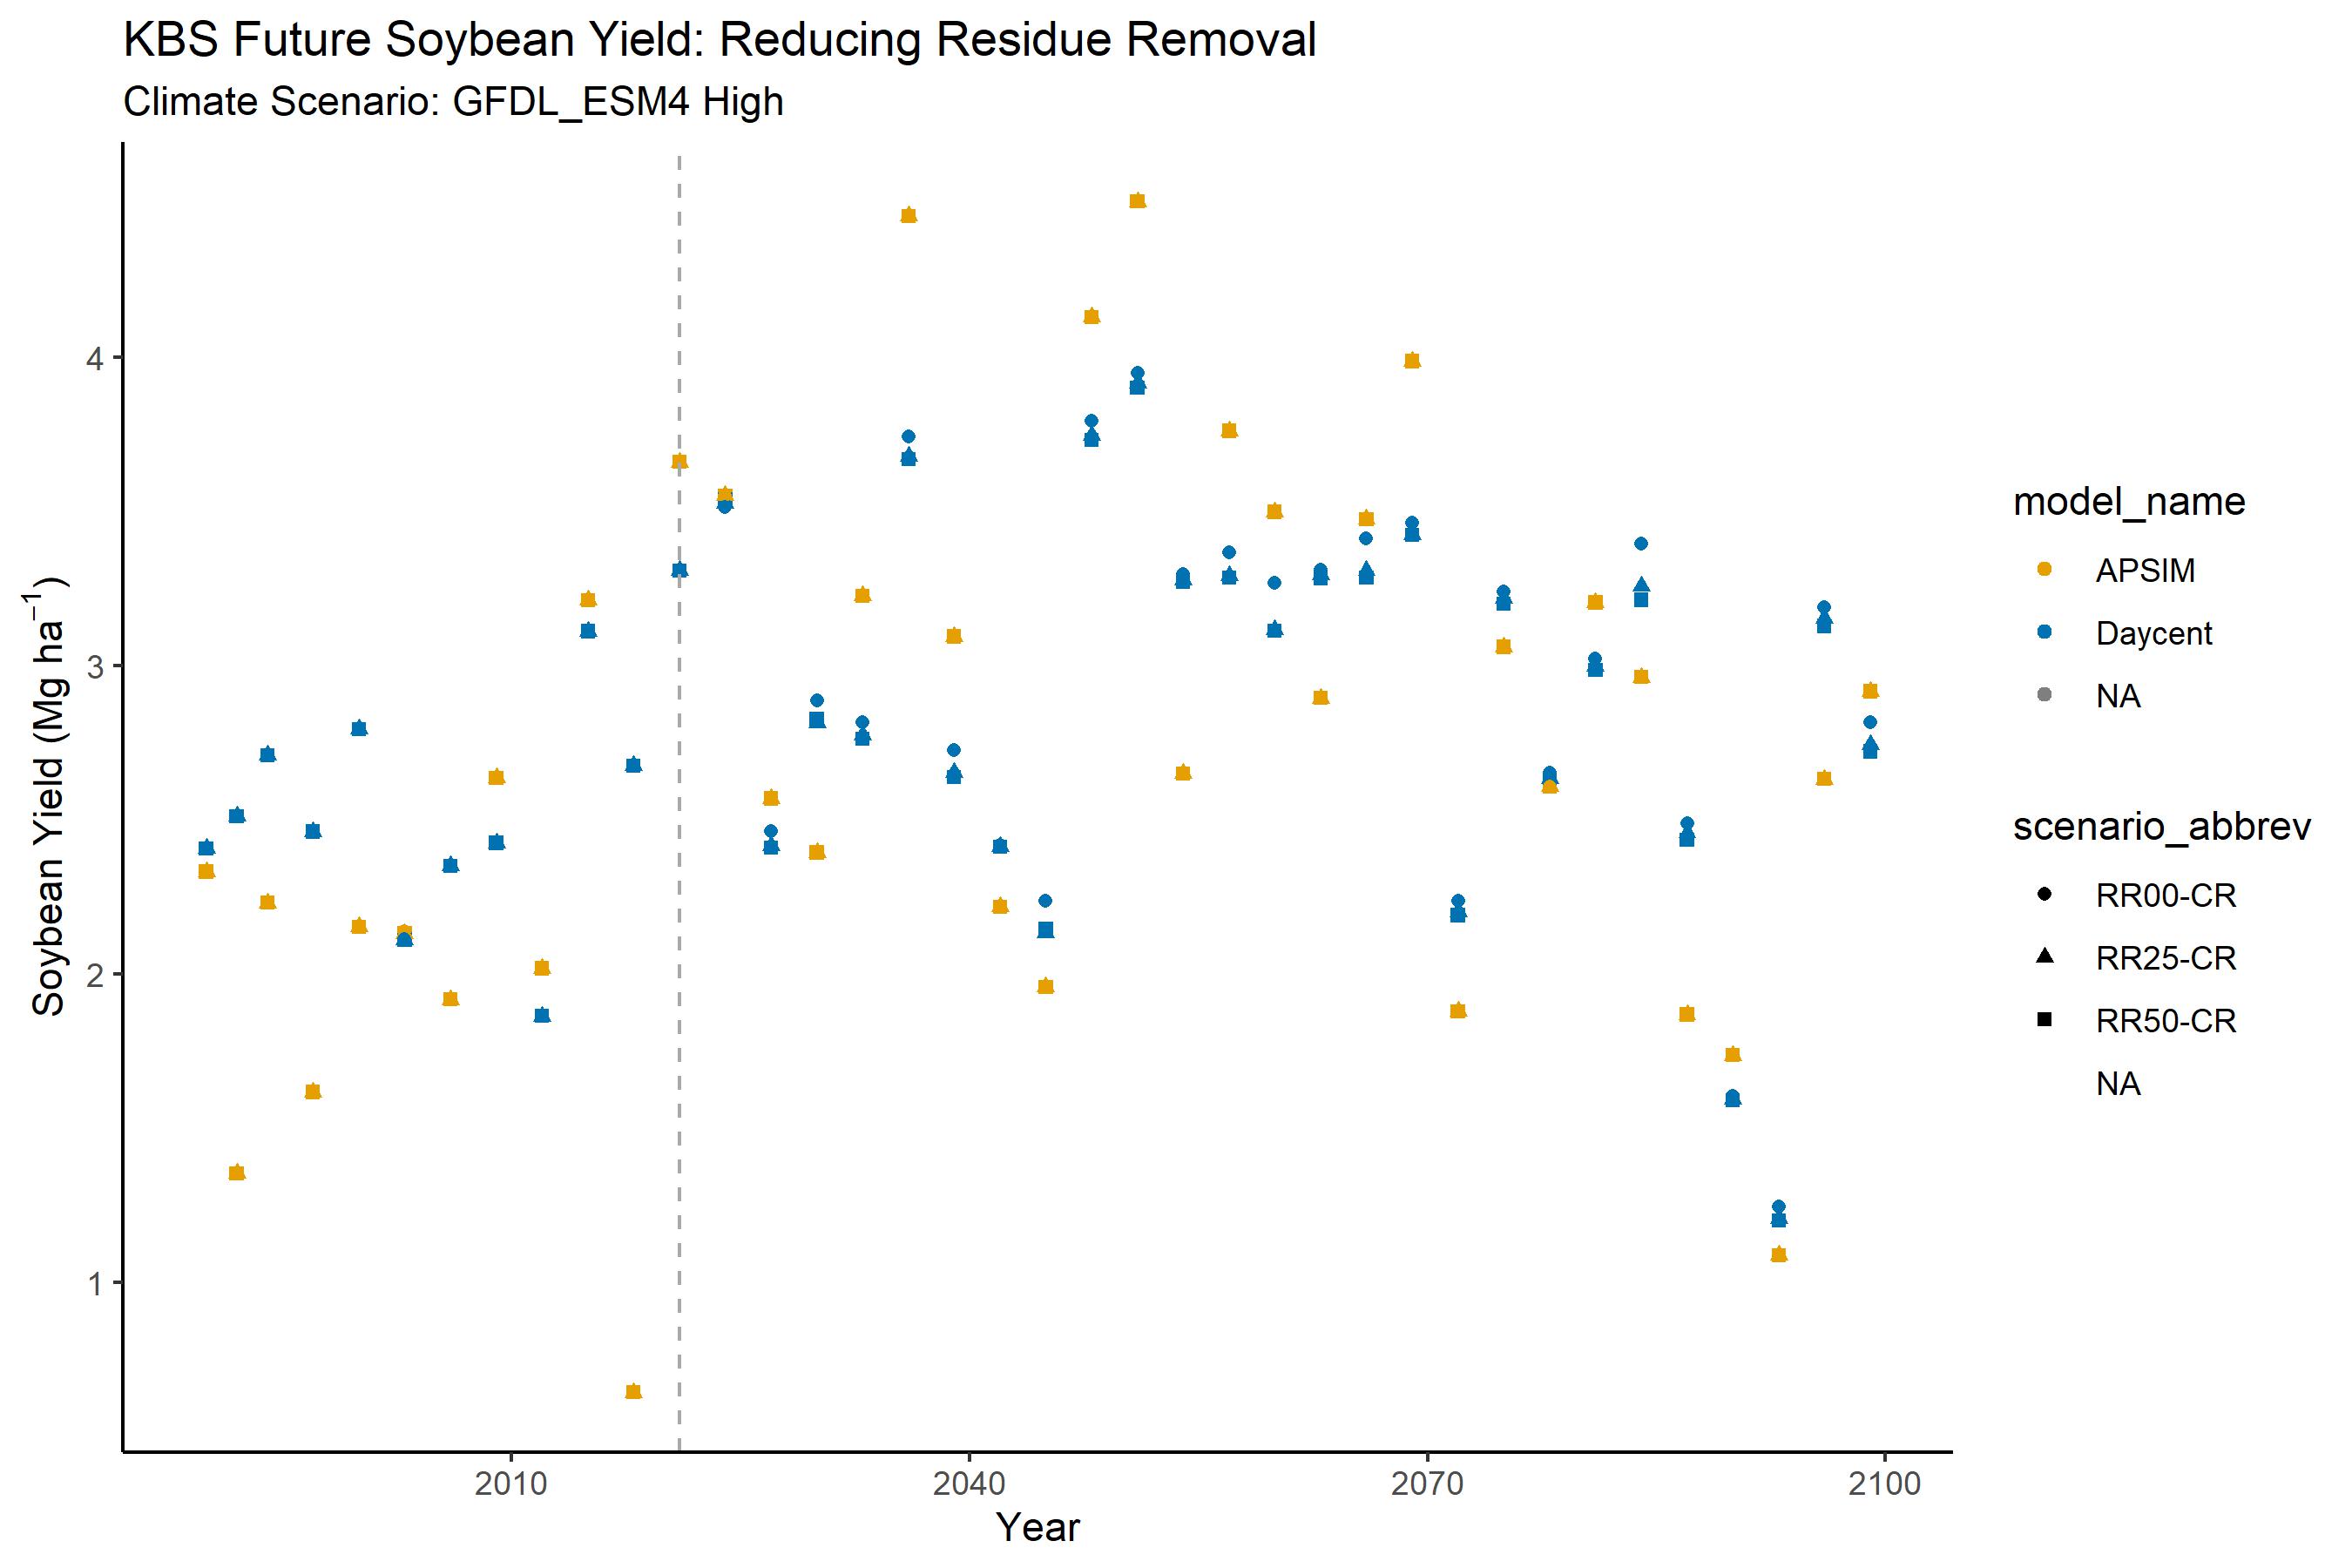 KBS Future Soybean Yield: Reducing Residue Removal
Climate Scenario: GFDL_ESM4 High
Soybean Yield (Mg ha⁻¹)
4
3
2
1
2010
2040
2070
2100
Year
model_name
APSIM
Daycent
NA
scenario_abbrev
RR00-CR
RR25-CR
RR50-CR
NA